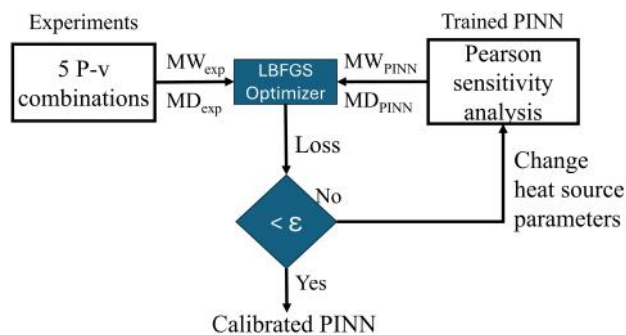 Experiments
Trained PINN
5 P-v
combinations
MW_exp
MD_exp
LBFGS
Optimizer
MW_PINN
MD_PINN
Pearson
sensitivity
analysis
Loss
< ε
No
Change
heat source
parameters
Yes
Calibrated PINN